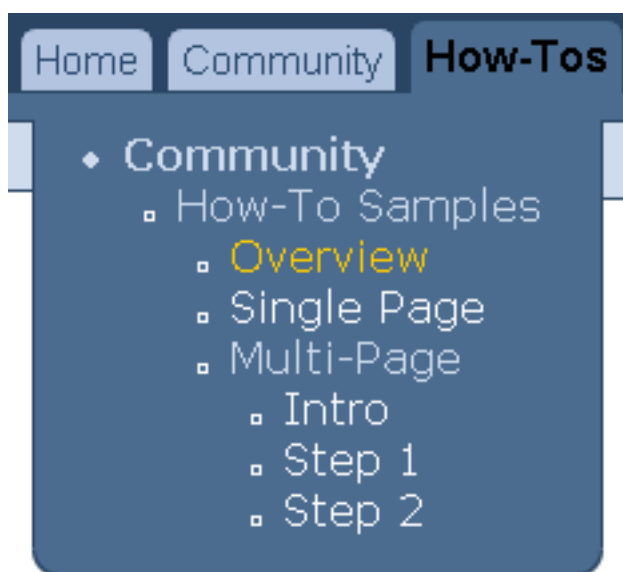 Home Community How-Tos
Community
How-To Samples
Overview
Single Page
Multi-Page
Intro
Step 1
Step 2